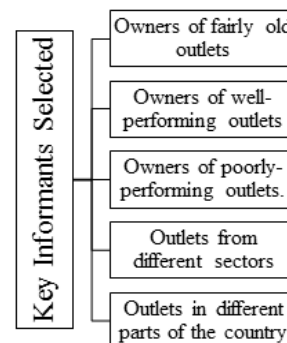 Key Informants Selected
Owners of fairly old
outlets
Owners of well-
performing outlets
Owners of poorly-
performing outlets.
Outlets from
different sectors
Outlets in different
parts of the country